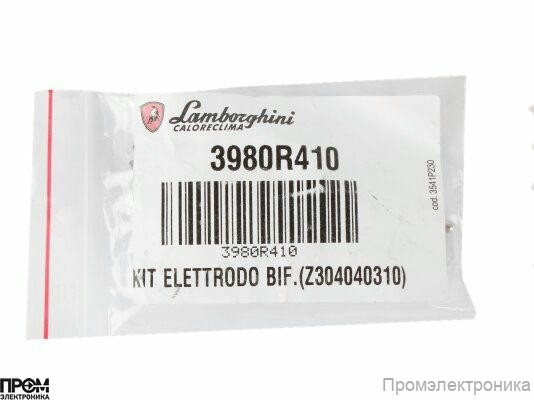 Lamborghini
CALORECLIMA
3980R410
3980R410
KIT ELETTRODO BIF.(Z304040310)
cod. 3541P230
ПРОМ
ЭЛЕКТРОНИКА
Промэлектроника